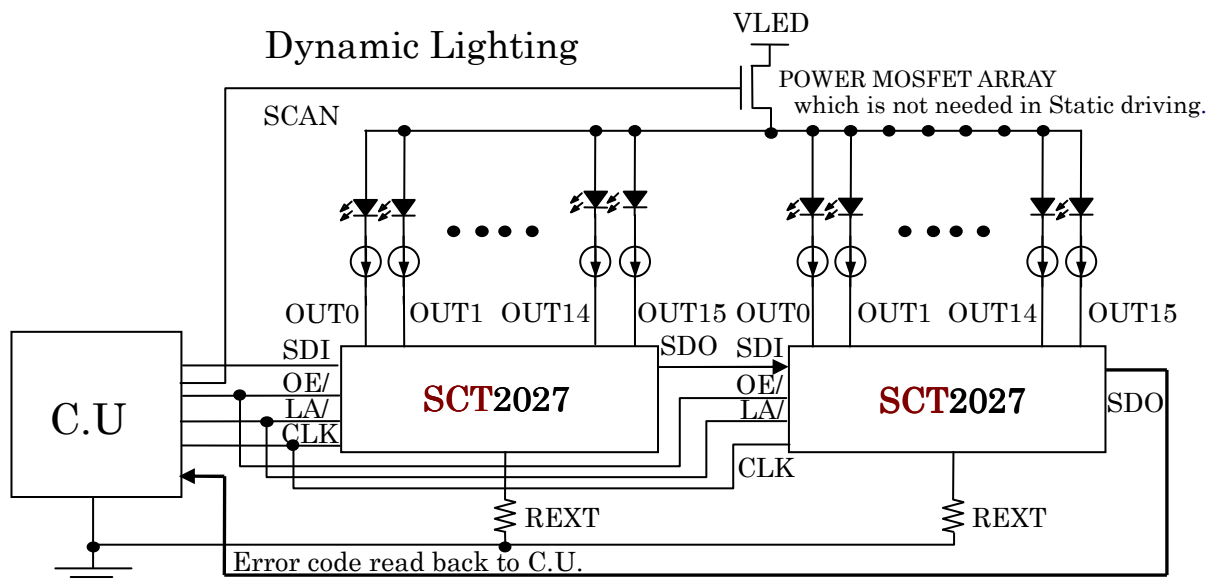 VLED
Dynamic Lighting
POWER MOSFET ARRAY
which is not needed in Static driving.
SCAN
OUT0 OUT1 OUT14 OUT15 OUT0 OUT1 OUT14 OUT15
SDI SDO SDI
OE/ OE/
C.U LA/ SCT2027 LA/ SCT2027 SDO
CLK CLK
REXT REXT
Error code read back to C.U.